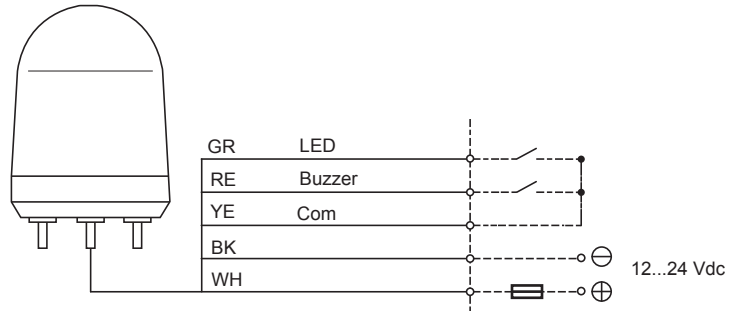 GR LED
RE Buzzer
YE Com
BK
WH
12...24 Vdc